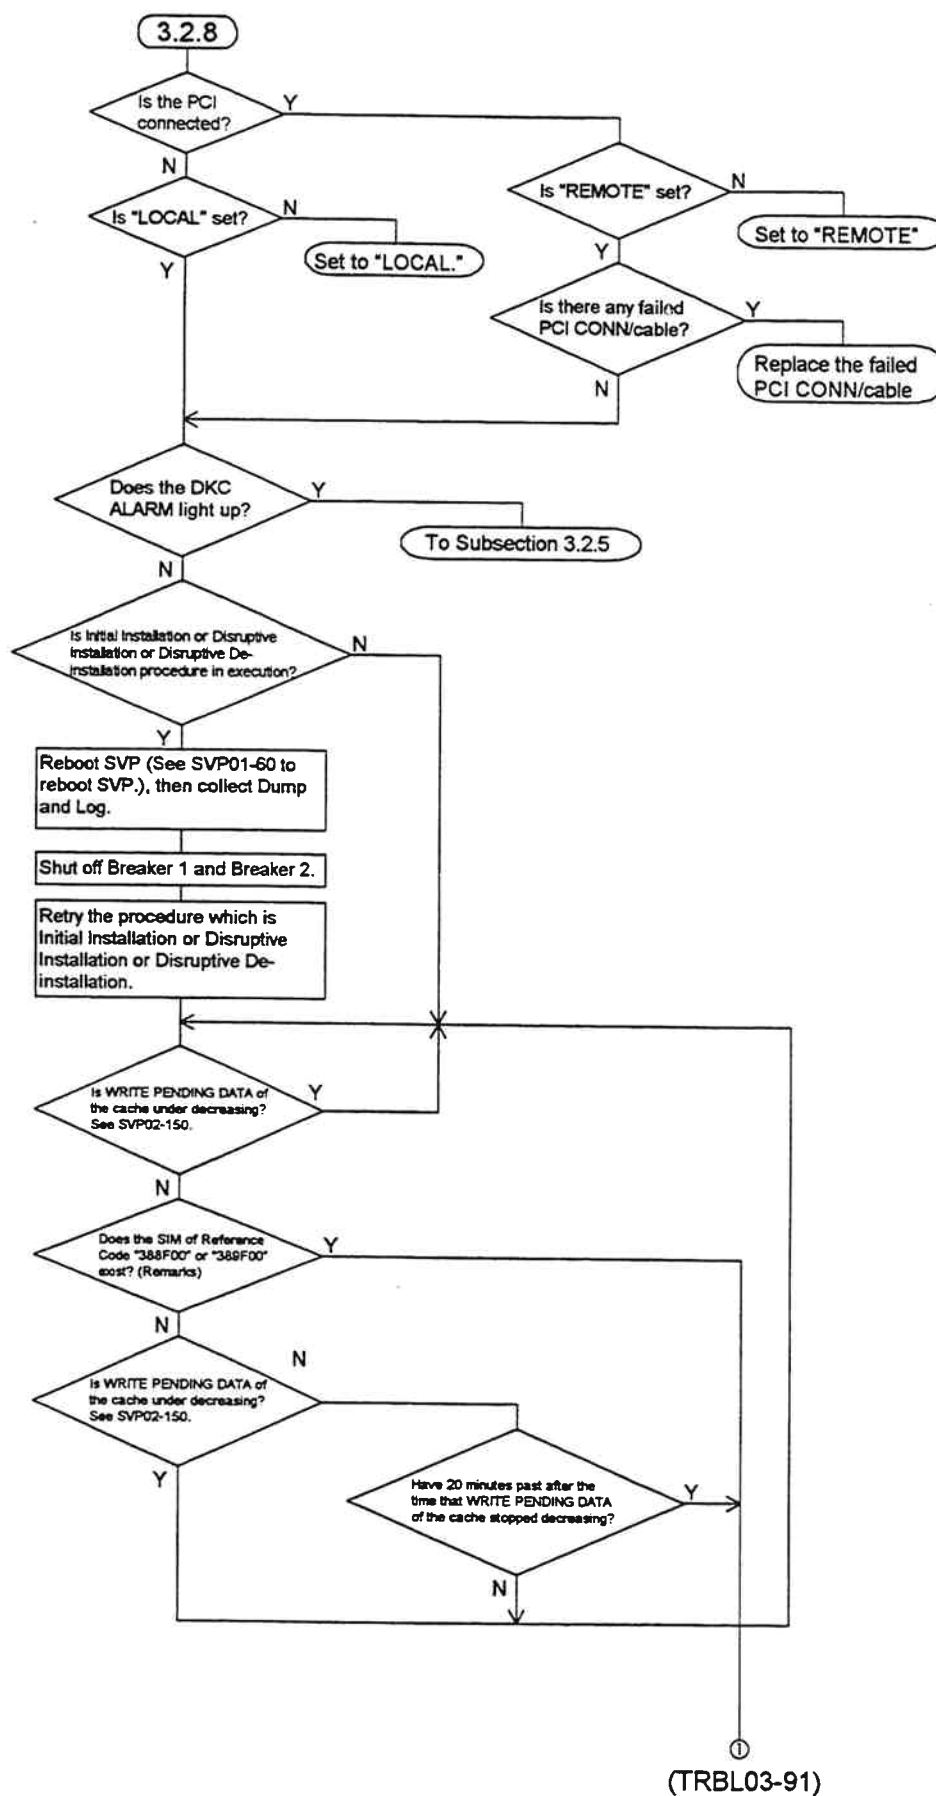 3.2.8
Is the PCI
connected?
Y
N
Is "REMOTE" set?
N
Is "LOCAL" set?
N
Set to "REMOTE"
Set to "LOCAL."
Y
Y
Is there any failed
PCI CONN/cable?
Y
Replace the failed
PCI CONN/cable
N
Does the DKC
ALARM light up?
Y
To Subsection 3.2.5
N
Is Initial Installation or Disruptive
Installation or Disruptive De-
installation procedure in execution?
N
Y
Reboot SVP (See SVP01-60 to
reboot SVP.), then collect Dump
and Log.
Shut off Breaker 1 and Breaker 2.
Retry the procedure which is
Initial Installation or Disruptive
Installation or Disruptive De-
installation.
Is WRITE PENDING DATA of
the cache under decreasing?
See SVP02-150.
Y
N
Does the SIM of Reference
Code "388F00" or "389F00"
exist? (Remarks)
Y
N
N
Is WRITE PENDING DATA of
the cache under decreasing?
See SVP02-150.
Y
Have 20 minutes past after the
time that WRITE PENDING DATA
of the cache stopped decreasing?
Y
N
1
(TRBL03-91)